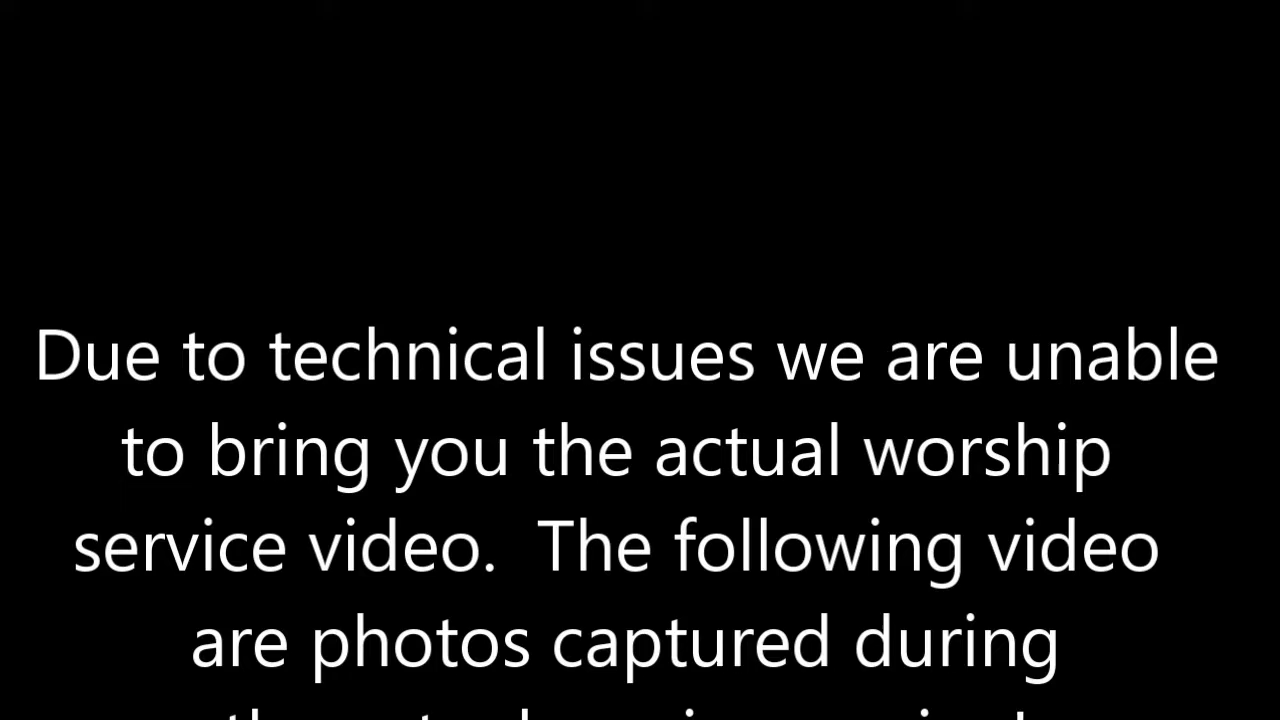 Due to technical issues we are unable
to bring you the actual worship
service video.  The following video
are photos captured during